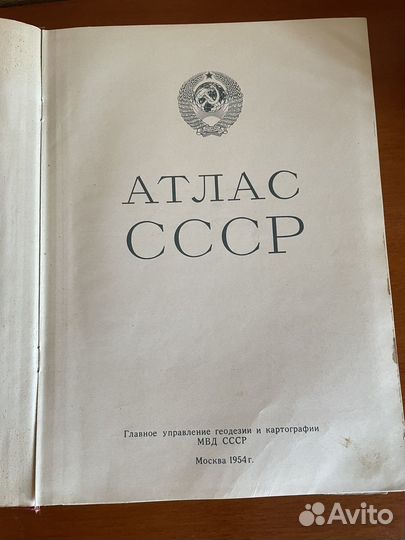 АТЛАС
СССР
Главное управление геодезии и картографии
МВД СССР
Москва 1954 г.
Avito